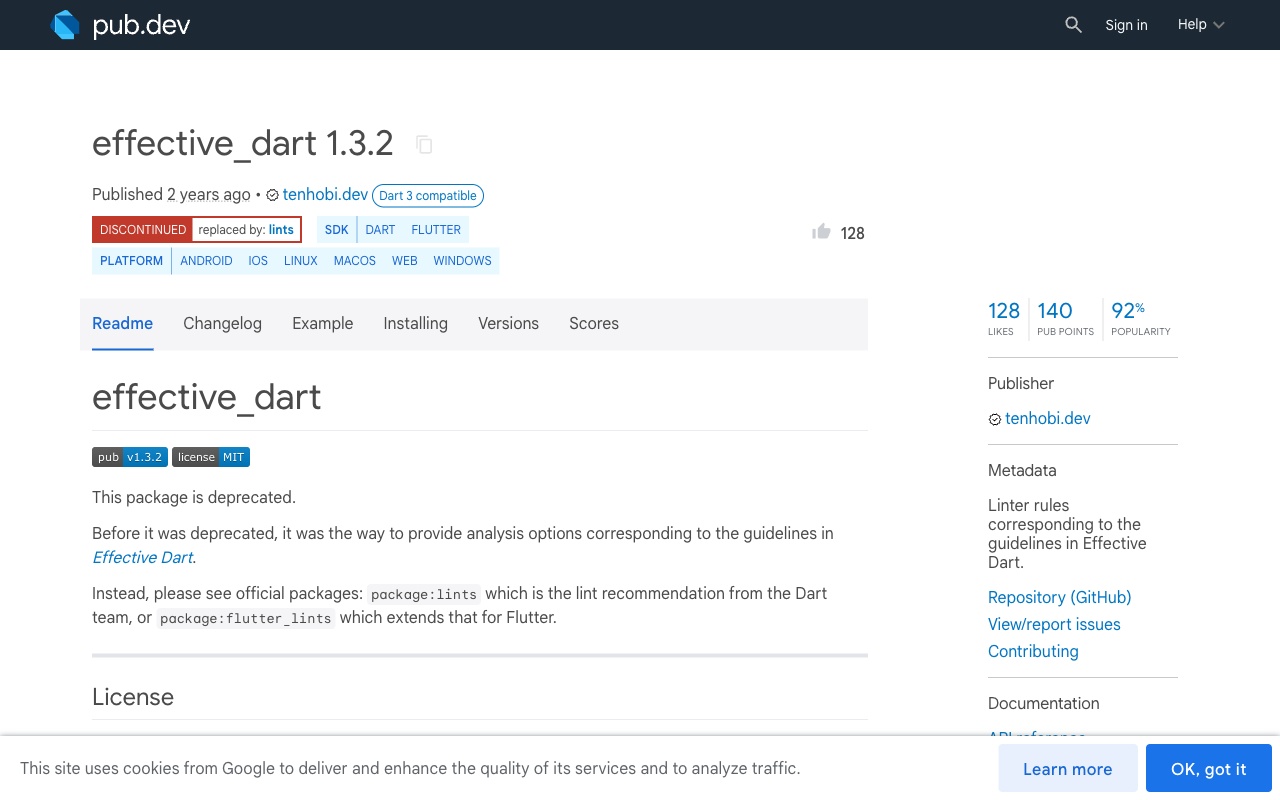 pub.dev
Sign in
Help
effective_dart 1.3.2
Published 2 years ago • tenhobi.dev Dart 3 compatible
DISCONTINUED replaced by: lints SDK DART FLUTTER
128
PLATFORM ANDROID IOS LINUX MACOS WEB WINDOWS
Readme Changelog Example Installing Versions Scores
effective_dart
pub v1.3.2 license MIT
This package is deprecated.
Before it was deprecated, it was the way to provide analysis options corresponding to the guidelines in
Effective Dart.
Instead, please see official packages: package:lints which is the lint recommendation from the Dart
team, or package:flutter_lints which extends that for Flutter.
License
128 140 92%
LIKES PUB POINTS POPULARITY
Publisher
tenhobi.dev
Metadata
Linter rules
corresponding to the
guidelines in Effective
Dart.
Repository (GitHub)
View/report issues
Contributing
Documentation
API reference
This site uses cookies from Google to deliver and enhance the quality of its services and to analyze traffic.
Learn more
OK, got it